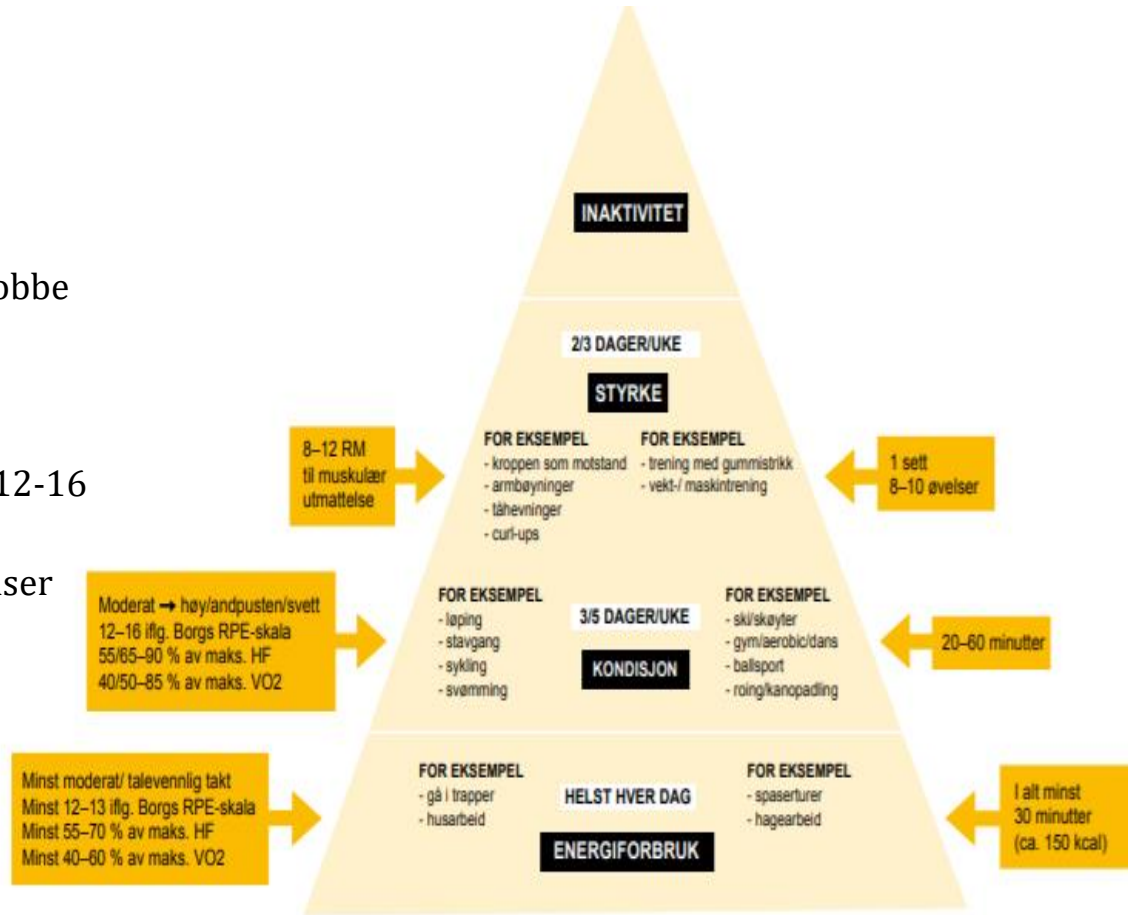 INAKTIVITET
obbe
2/3 DAGER/UKE
STYRKE
8–12 RM
til muskulær
utmattelse
FOR EKSEMPEL
- kroppen som motstand
- armbøyninger
- tåhevninger
- curl-ups
FOR EKSEMPEL
- trening med gummistrikk
- vekt-/ maskintrening
1 sett
8–10 øvelser
12-16
ser
Moderat → høy/andpusten/svett
12–16 iflg. Borgs RPE-skala
55/65–90 % av maks. HF
40/50–85 % av maks. VO2
FOR EKSEMPEL
- løping
- stavgang
- sykling
- svømming
3/5 DAGER/UKE
KONDISJON
FOR EKSEMPEL
- ski/skøyter
- gym/aerobic/dans
- ballsport
- roing/kanopadling
20–60 minutter
Minst moderat/ talevennlig takt
Minst 12–13 iflg. Borgs RPE-skala
Minst 55–70 % av maks. HF
Minst 40–60 % av maks. VO2
FOR EKSEMPEL
- gå i trapper
- husarbeid
HELST HVER DAG
ENERGIFORBRUK
FOR EKSEMPEL
- spaserturer
- hagearbeid
I alt minst
30 minutter
(ca. 150 kcal)